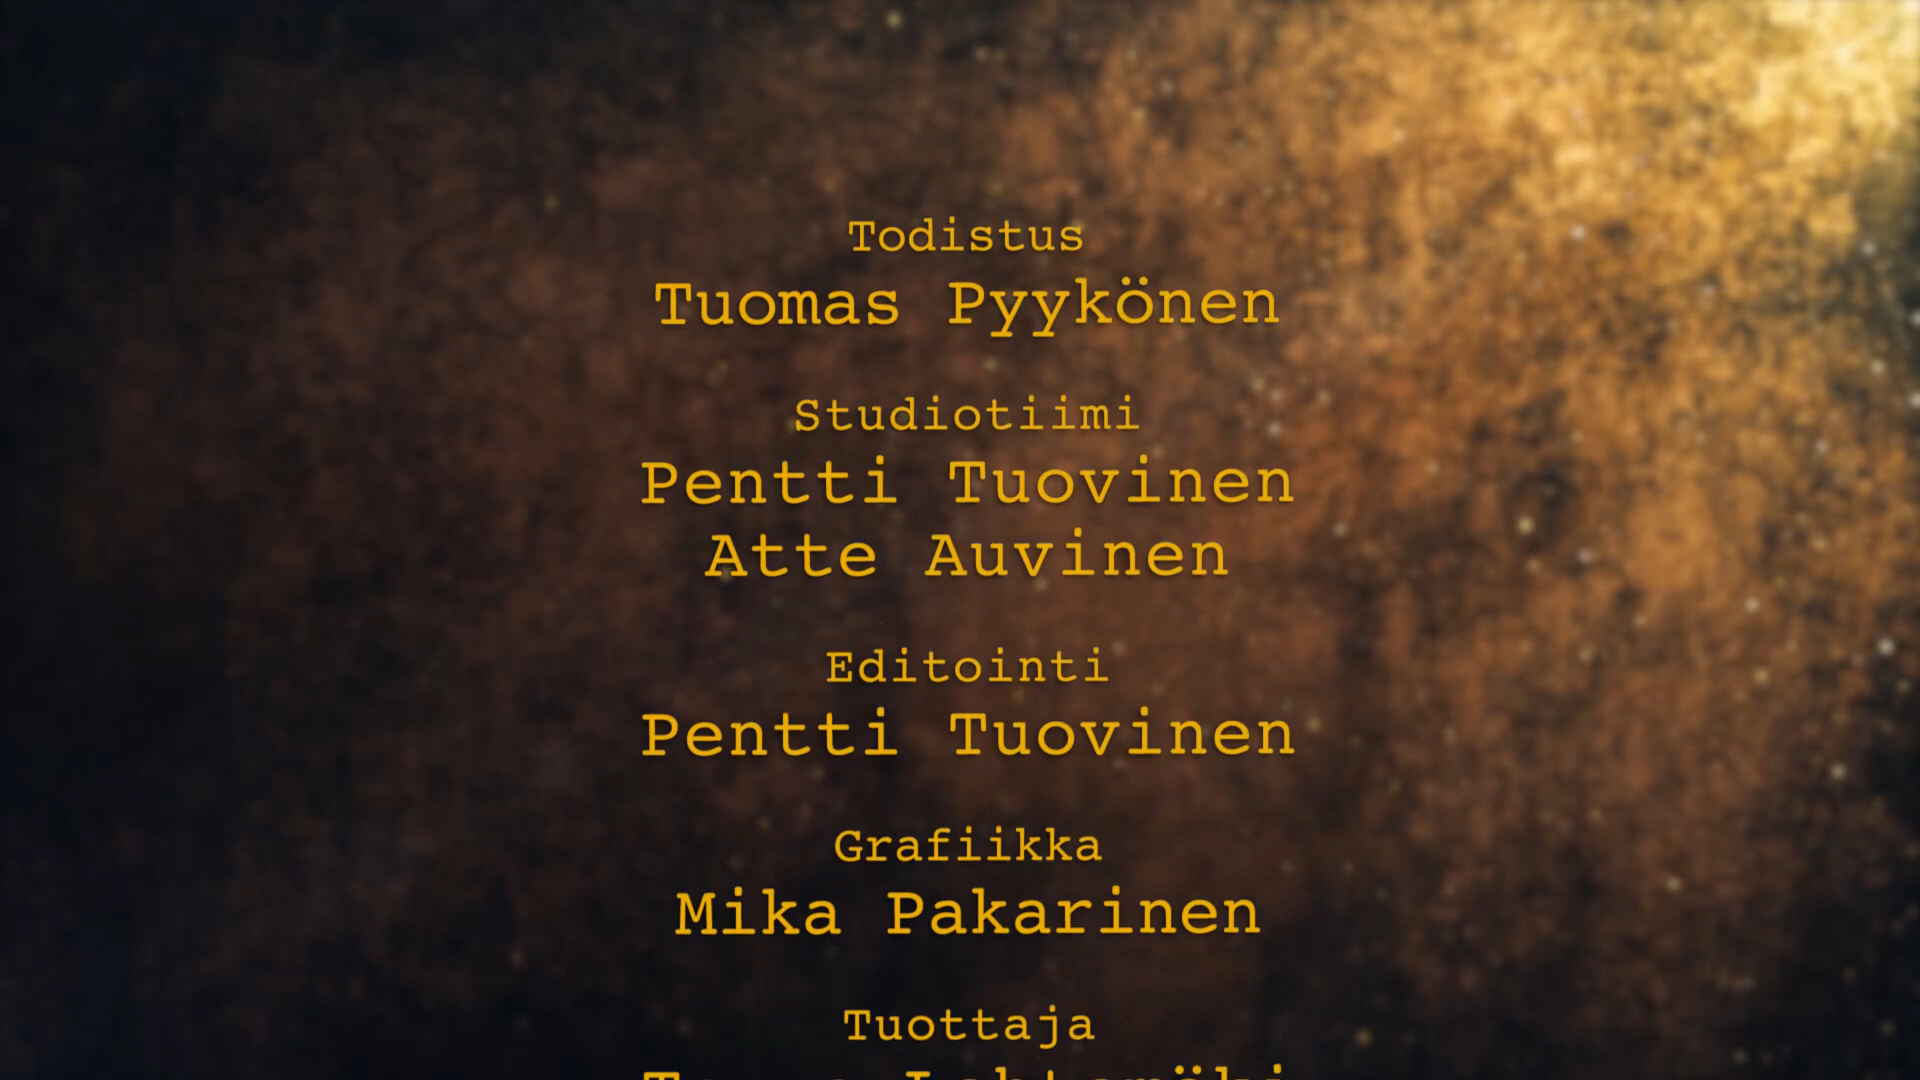 Todistus
Tuomas Pyykönen
Studiotiimi
Pentti Tuovinen
Atte Auvinen
Editointi
Pentti Tuovinen
Grafiikka
Mika Pakarinen
Tuottaja